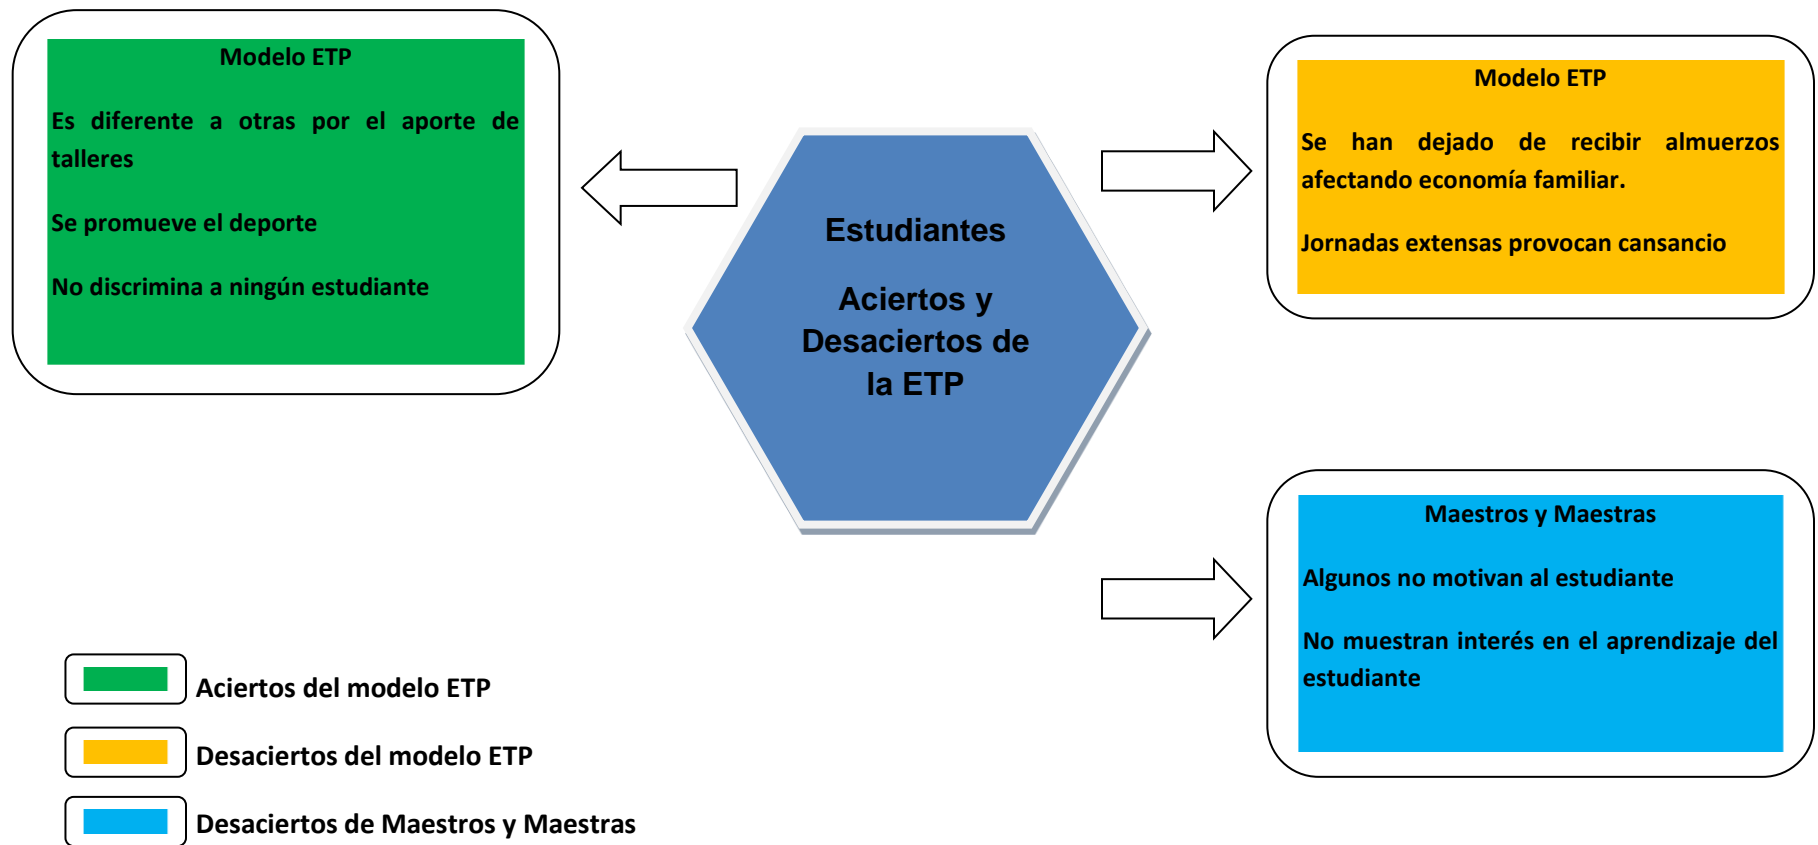 Modelo ETP
Es diferente a otras por el aporte de
talleres
Se promueve el deporte
No discrimina a ningún estudiante
Estudiantes
Aciertos y
Desaciertos de
la ETP
Modelo ETP
Se han dejado de recibir almuerzos
afectando economía familiar.
Jornadas extensas provocan cansancio
Maestros y Maestras
Algunos no motivan al estudiante
No muestran interés en el aprendizaje del
estudiante
Aciertos del modelo ETP
Desaciertos del modelo ETP
Desaciertos de Maestros y Maestras